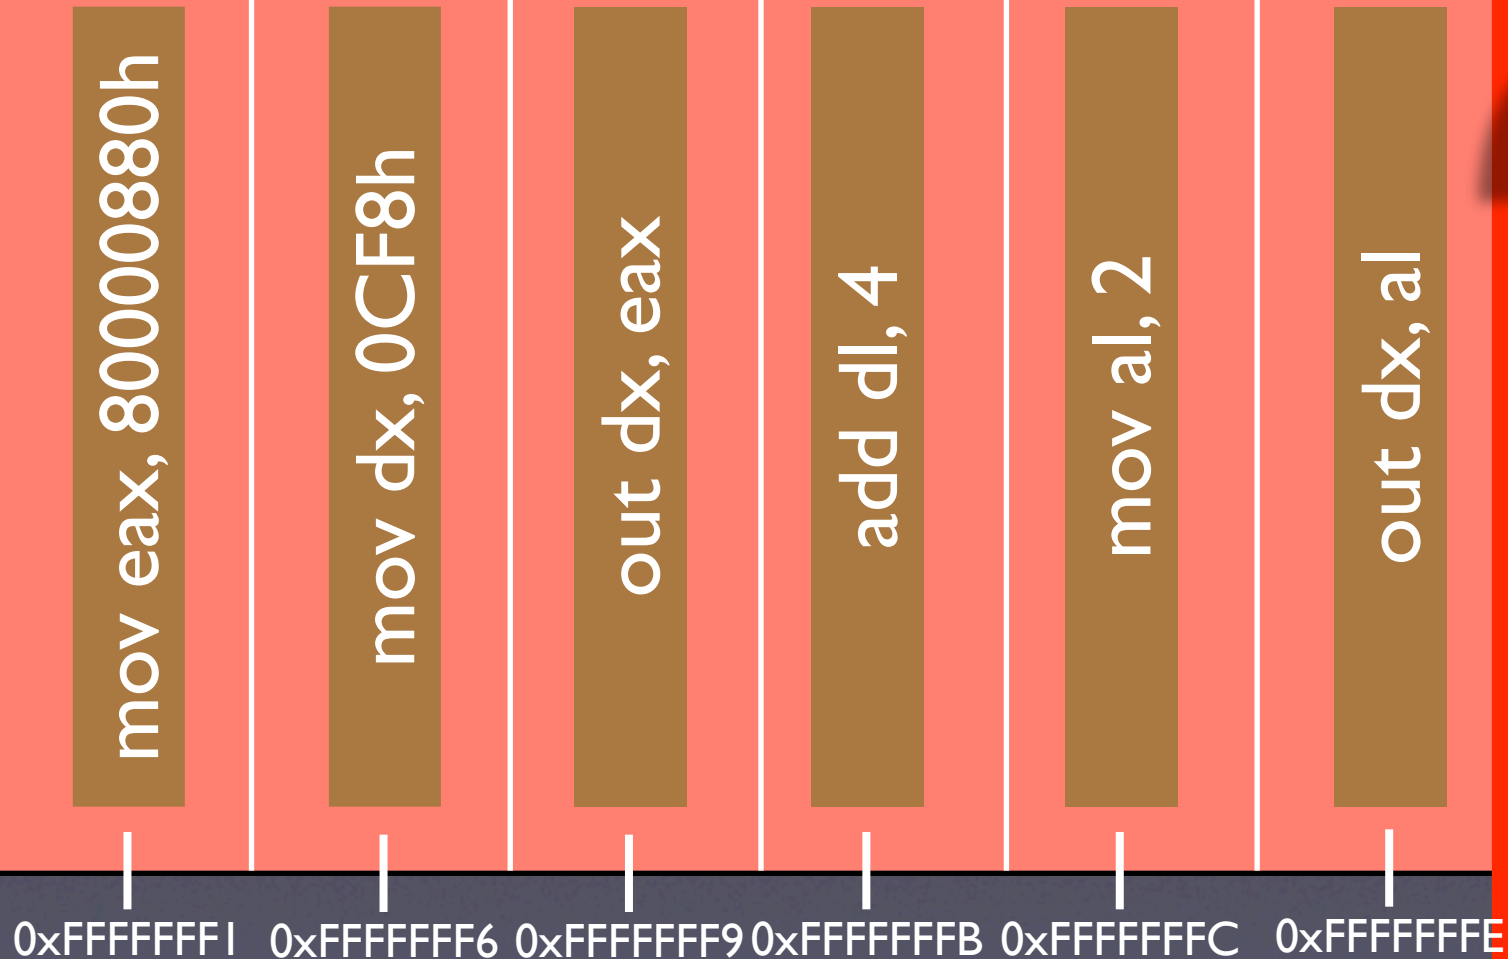 mov eax, 80000880h
mov dx, 0CF8h
out dx, eax
add dl, 4
mov al, 2
out dx, al
0xFFFFFFF1
0xFFFFFFF6
0xFFFFFFF9
0xFFFFFFFB
0xFFFFFFFC
0xFFFFFFFE